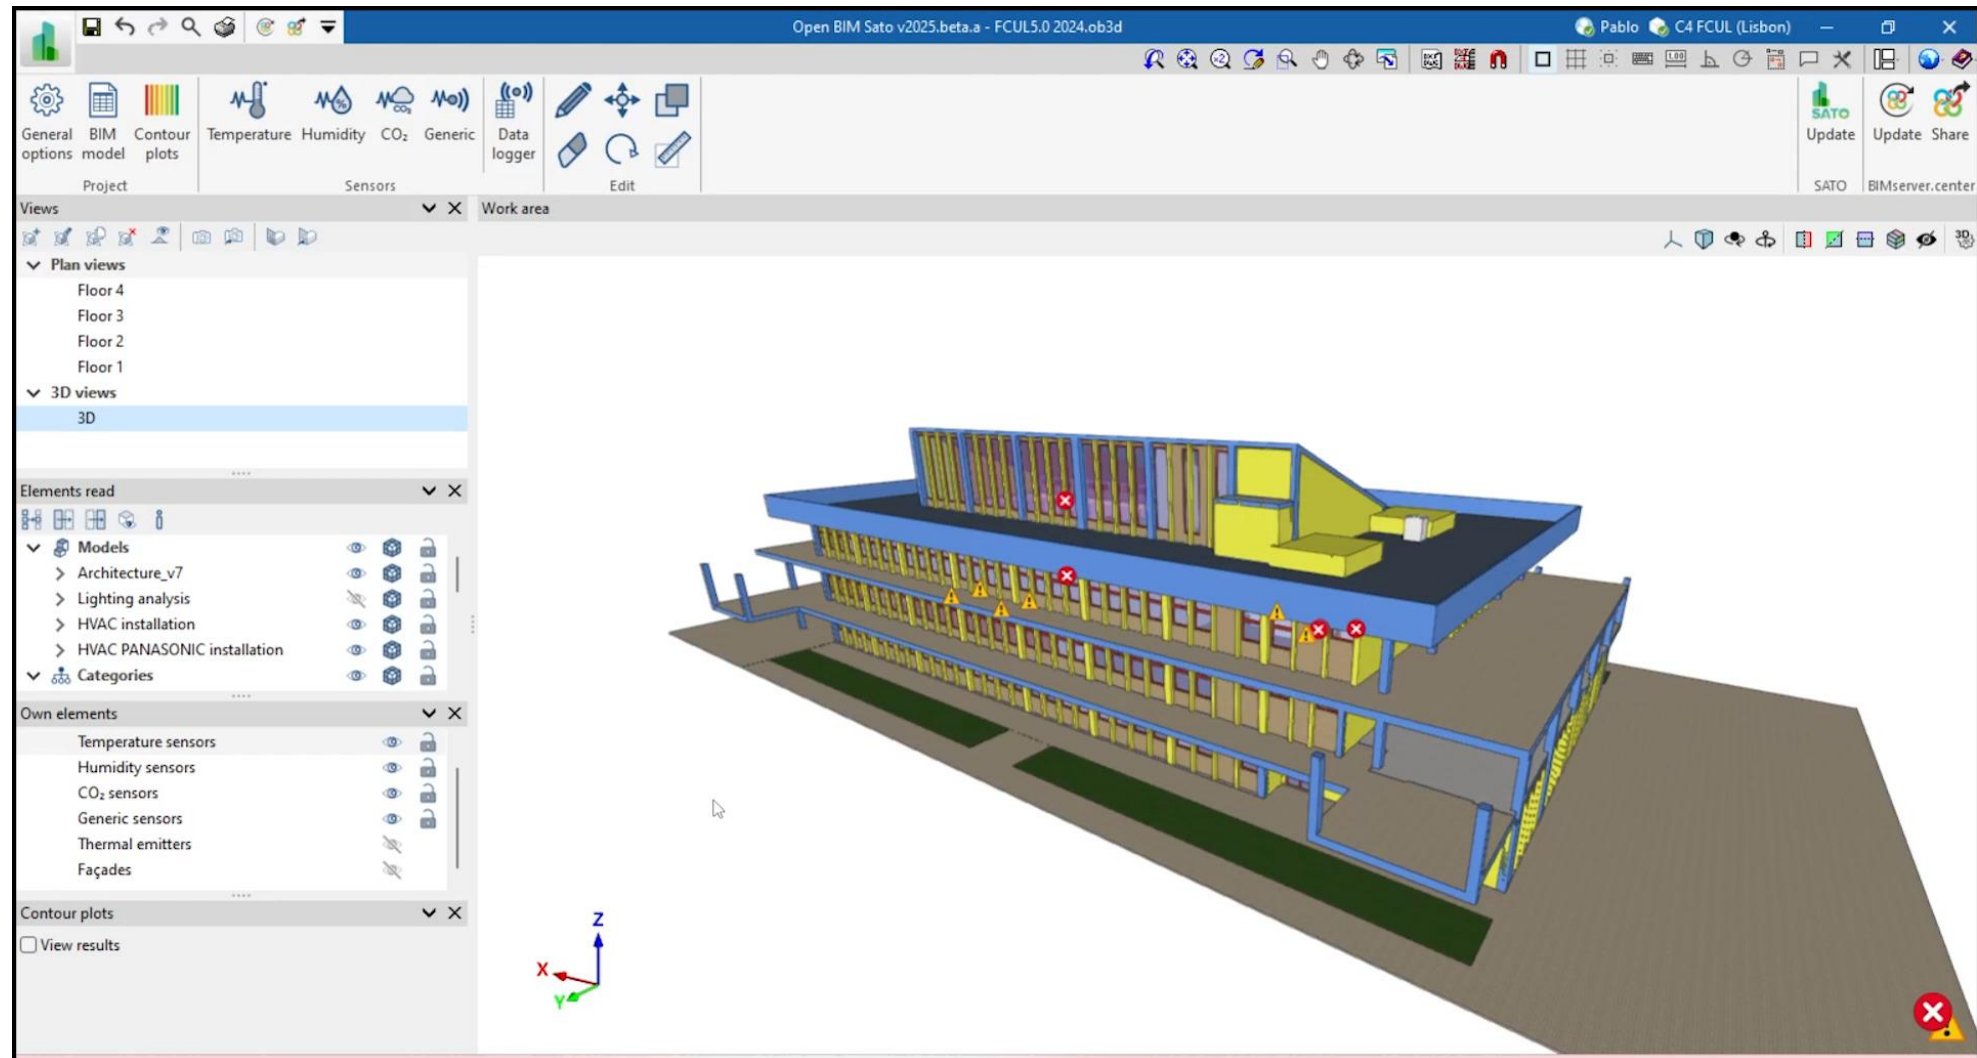 Open BIM Sato v2025.beta.a - FCUL5.0 2024.ob3d
Pablo
C4 FCUL (Lisbon)
General options
BIM model
Contour plots
Temperature
Humidity
CO₂
Generic
Data logger
SATO
Update
Update
Share
Project
Sensors
Edit
SATO
BIMserver.center
Views
Work area
Plan views
Floor 4
Floor 3
Floor 2
Floor 1
3D views
3D
Elements read
Models
Architecture_v7
Lighting analysis
HVAC installation
HVAC PANASONIC installation
Categories
Own elements
Temperature sensors
Humidity sensors
CO₂ sensors
Generic sensors
Thermal emitters
Façades
Contour plots
View results
Z
X
Y